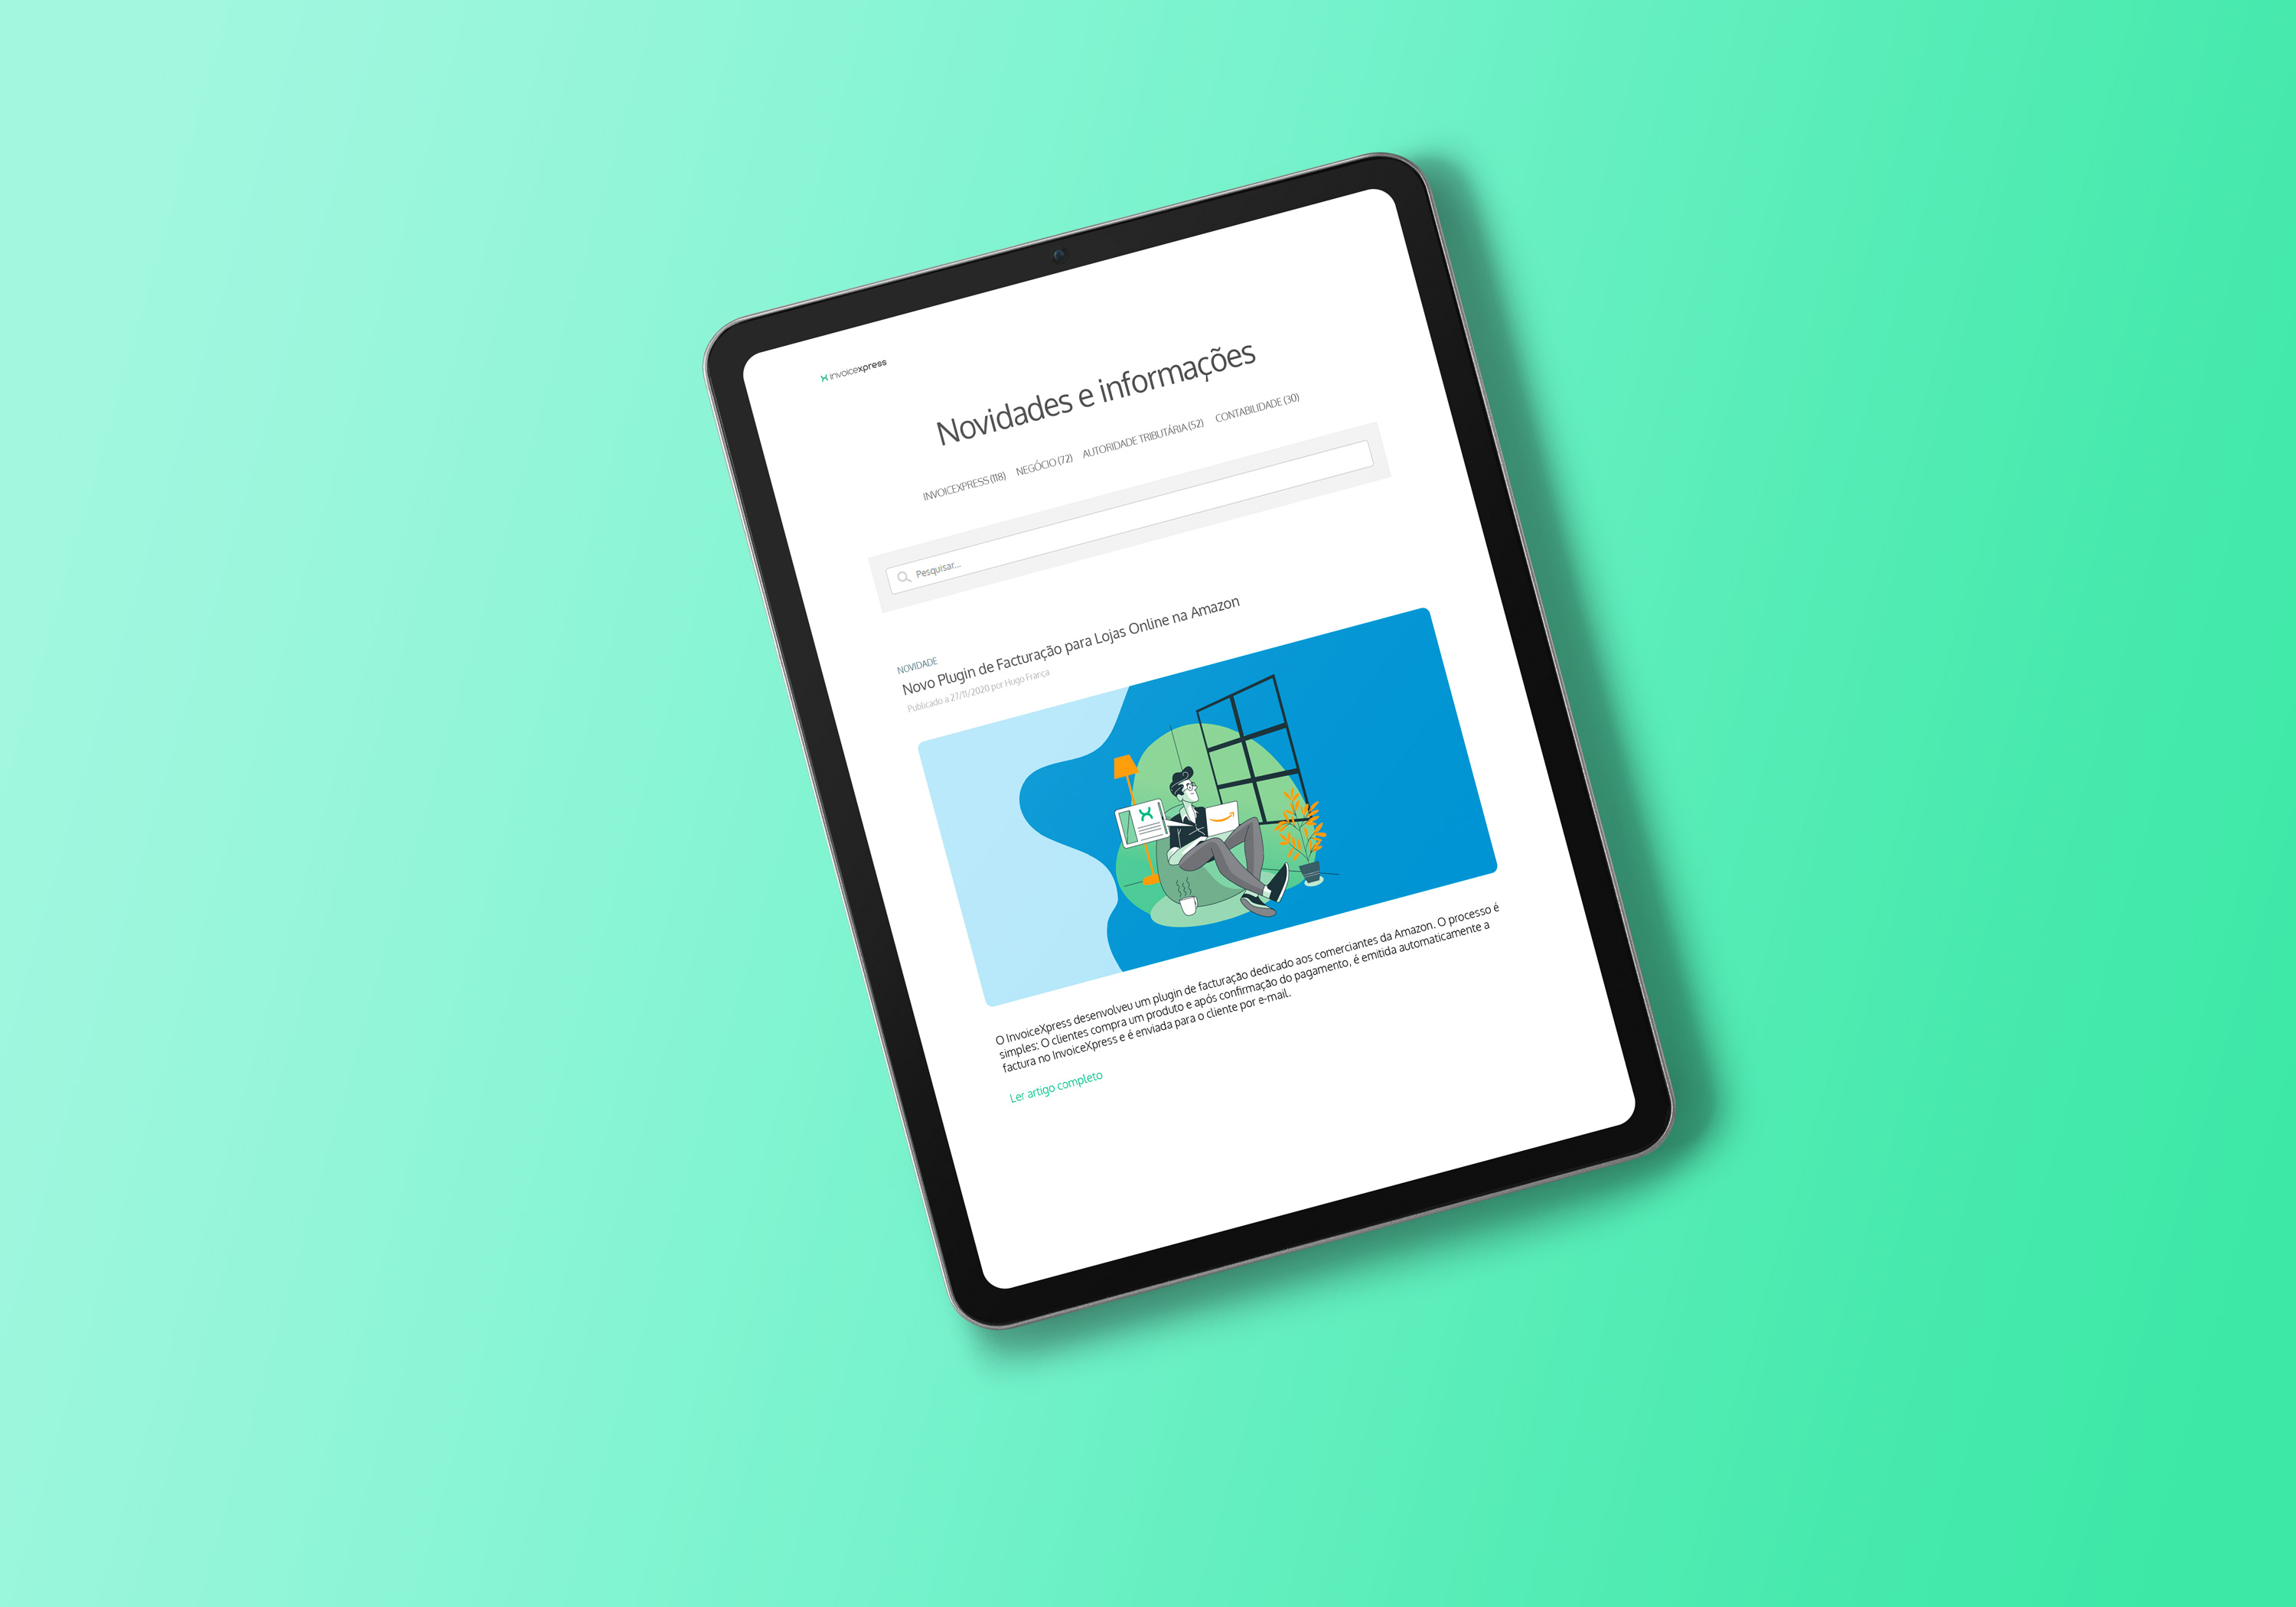 invoicexpress
Novidades e informações
INVOICEXPRESS (118) NEGÓCIO (72) AUTORIDADE TRIBUTÁRIA (52) CONTABILIDADE (30)
Pesquisar...
NOVIDADE
Novo Plugin de Facturação para Lojas Online na Amazon
Publicado a 27/11/2020 por Hugo França
O InvoiceXpress desenvolveu um plugin de facturação dedicado aos comerciantes da Amazon. O processo é
simples: O clientes compra um produto e após confirmação do pagamento, é emitida automaticamente a
factura no InvoiceXpress e é enviada para o cliente por e-mail.
Ler artigo completo